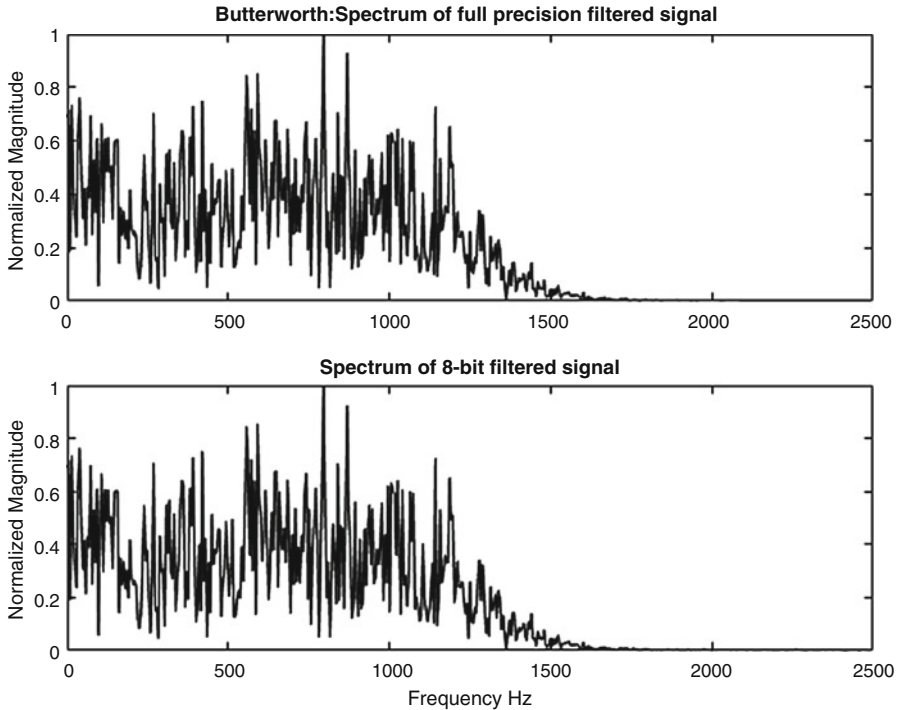 Butterworth:Spectrum of full precision filtered signal
Normalized Magnitude
1
0.8
0.6
0.4
0.2
0
0 500 1000 1500 2000 2500
Spectrum of 8-bit filtered signal
Normalized Magnitude
1
0.8
0.6
0.4
0.2
0
0 500 1000 1500 2000 2500
Frequency Hz